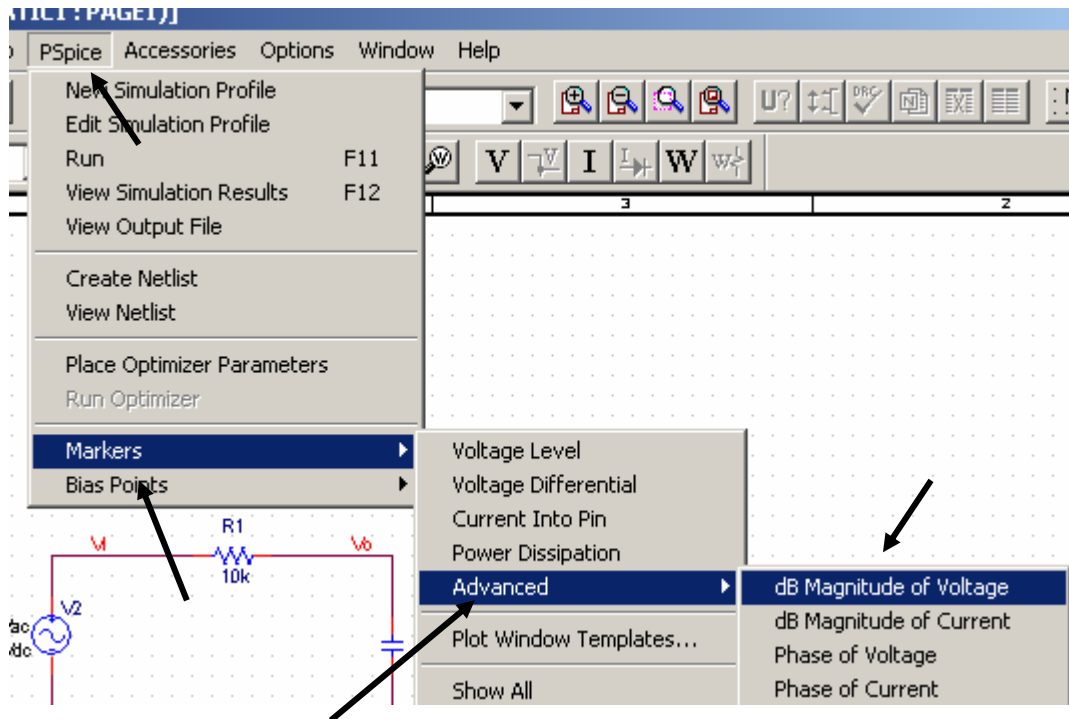 PSpice Accessories Options Window Help
New Simulation Profile
Edit Simulation Profile
Run F11
View Simulation Results F12
View Output File
Create Netlist
View Netlist
Place Optimizer Parameters
Run Optimizer
Markers
Bias Points
U? DRC N
W V V I I W W
3 2
Voltage Level
Voltage Differential
Current Into Pin
Power Dissipation
Advanced
Plot Window Templates...
Show All
dB Magnitude of Voltage
dB Magnitude of Current
Phase of Voltage
Phase of Current
R1
Vi Vo
10k
V2